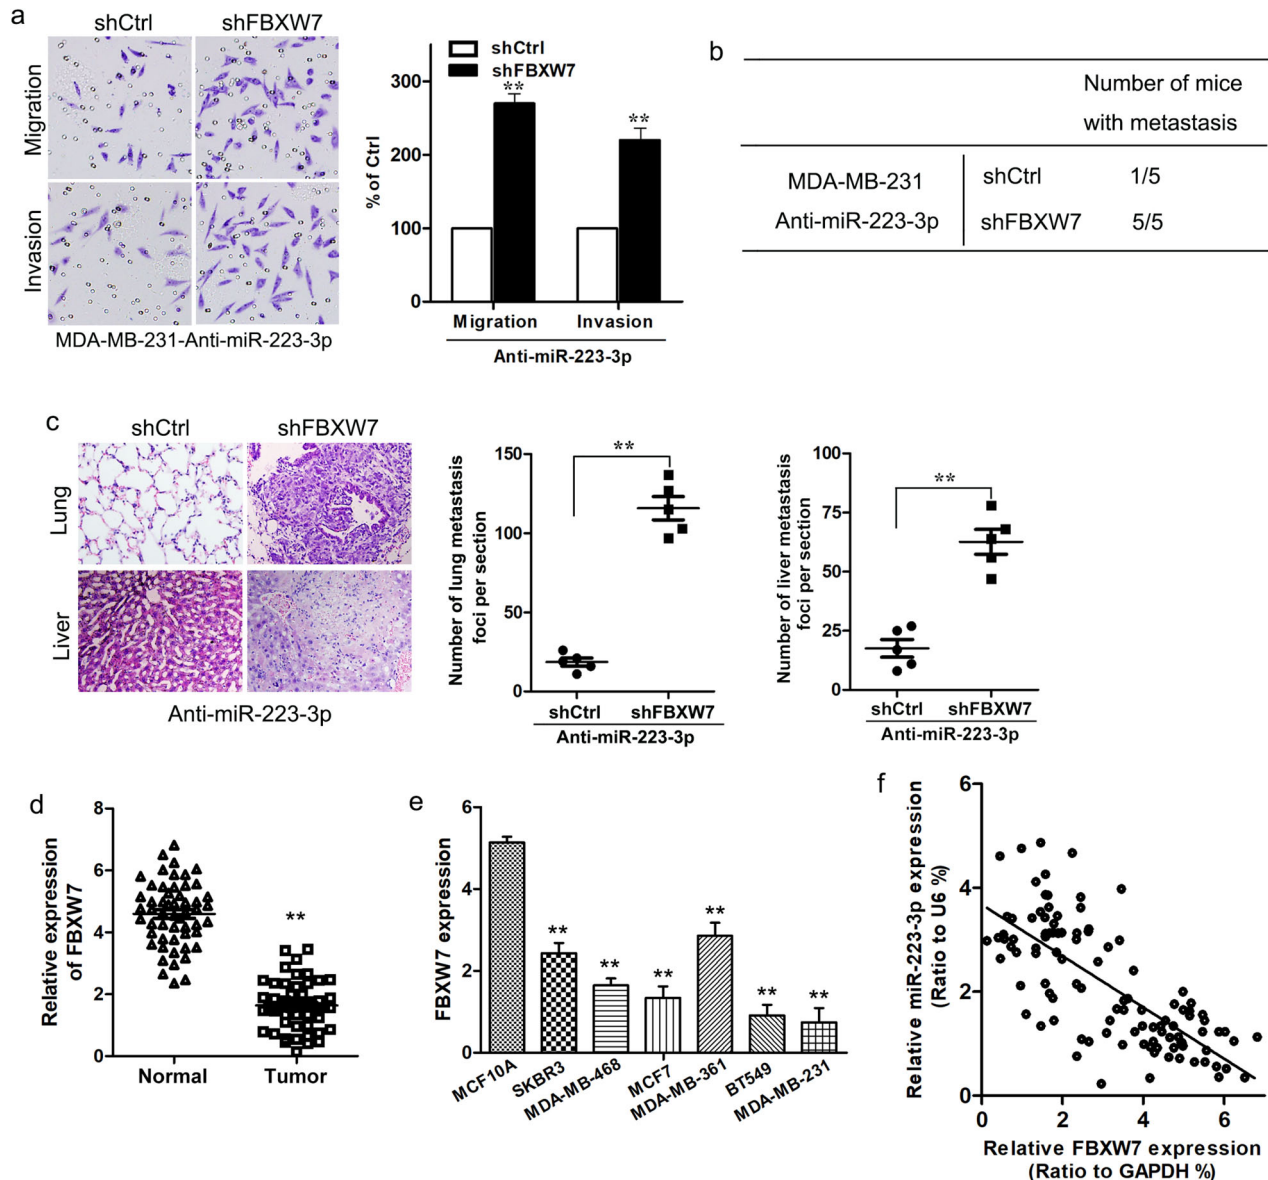 a
shCtrl shFBXW7
Migration
Invasion
MDA-MB-231-Anti-miR-223-3p
shCtrl
shFBXW7
% of Ctrl
300
200
100
0
**
**
Migration Invasion
Anti-miR-223-3p
b
Number of mice
with metastasis
MDA-MB-231 shCtrl 1/5
Anti-miR-223-3p shFBXW7 5/5
c
shCtrl shFBXW7
Lung
Liver
Anti-miR-223-3p
Number of lung metastasis
foci per section
150
100
50
0
**
shCtrl shFBXW7
Anti-miR-223-3p
Number of liver metastasis
foci per section
100
75
50
25
0
**
shCtrl shFBXW7
Anti-miR-223-3p
d
Relative expression
of FBXW7
8
6
4
2
0
**
Normal Tumor
e
FBXW7 expression
6
4
2
0
** ** ** ** ** **
MCF10A
SKBR3
MDA-MB-468
MCF7
MDA-MB-361
BT549
MDA-MB-231
f
Relative miR-223-3p expression
(Ratio to U6 %)
6
4
2
0
0 2 4 6
Relative FBXW7 expression
(Ratio to GAPDH %)